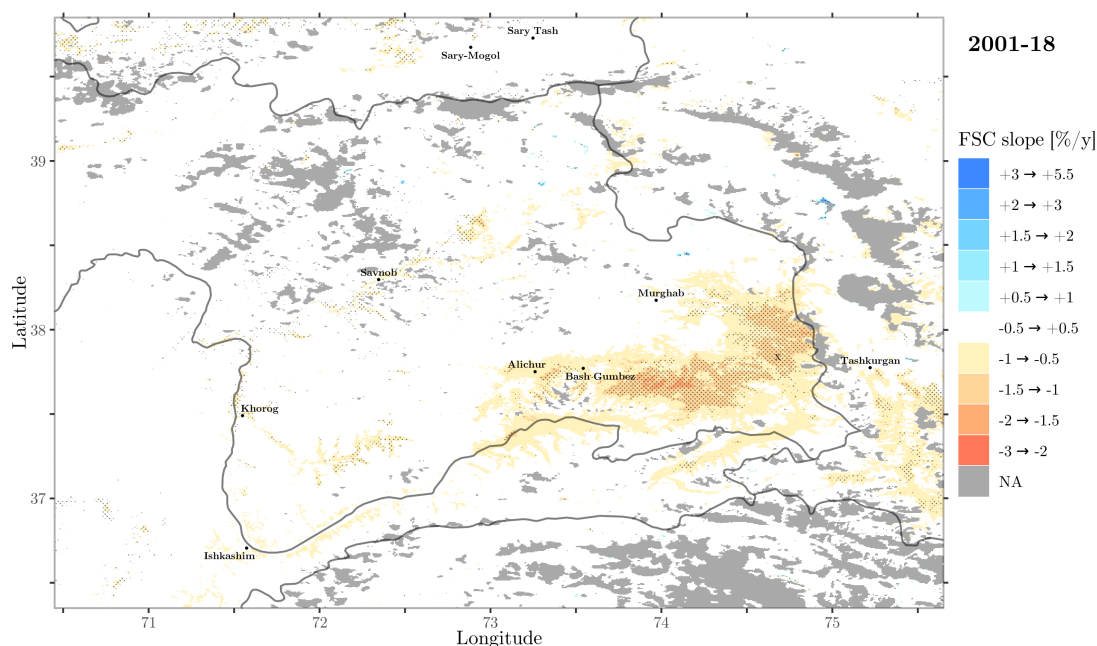 2001-18
Sary Tash
Sary-Mogol
FSC slope [%/y]
+3 → +5.5
+2 → +3
+1.5 → +2
+1 → +1.5
+0.5 → +1
-0.5 → +0.5
-1 → -0.5
-1.5 → -1
-2 → -1.5
-3 → -2
NA
39
38
37
Latitude
Savnob
Murghab
x
Alichur
Bash Gumbez
Tashkurgan
Khorog
Ishkashim
71
72
73
74
75
Longitude